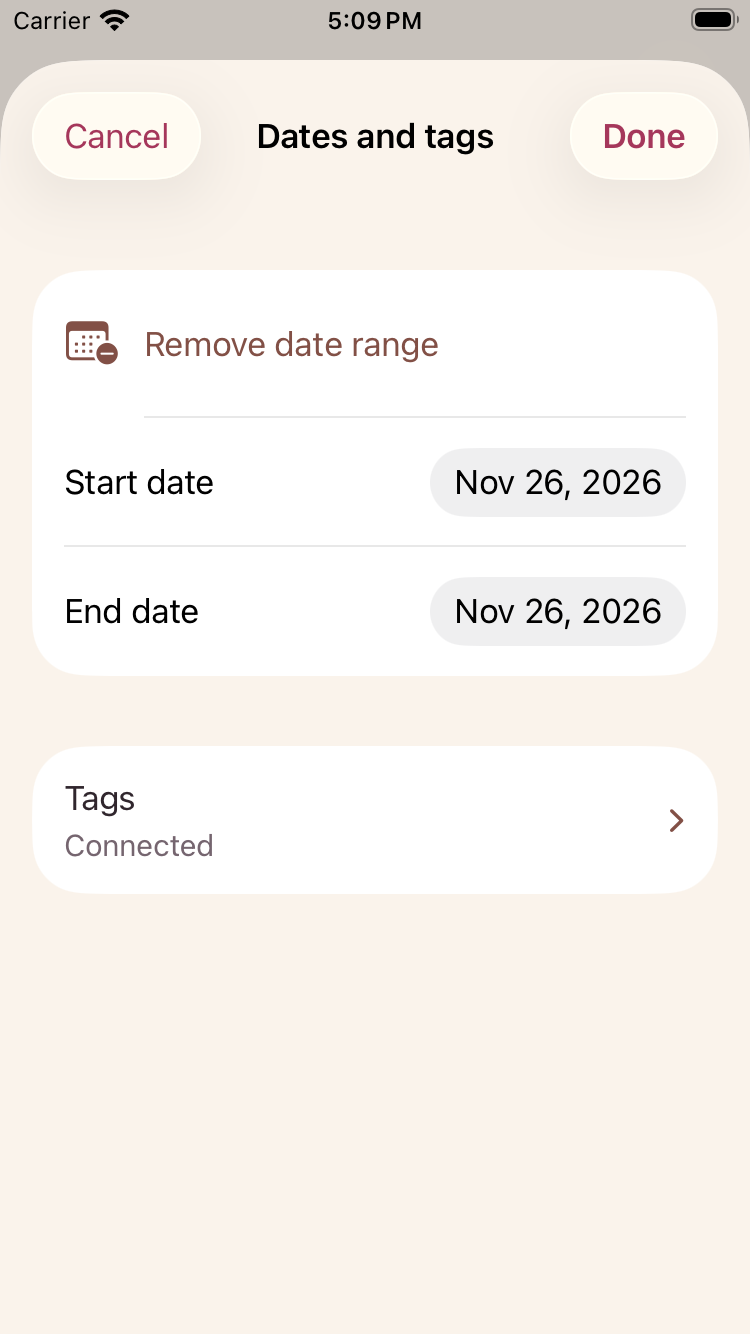 Carrier 5:09 PM
Cancel Dates and tags Done
Remove date range
Start date Nov 26, 2026
End date Nov 26, 2026
Tags
Connected